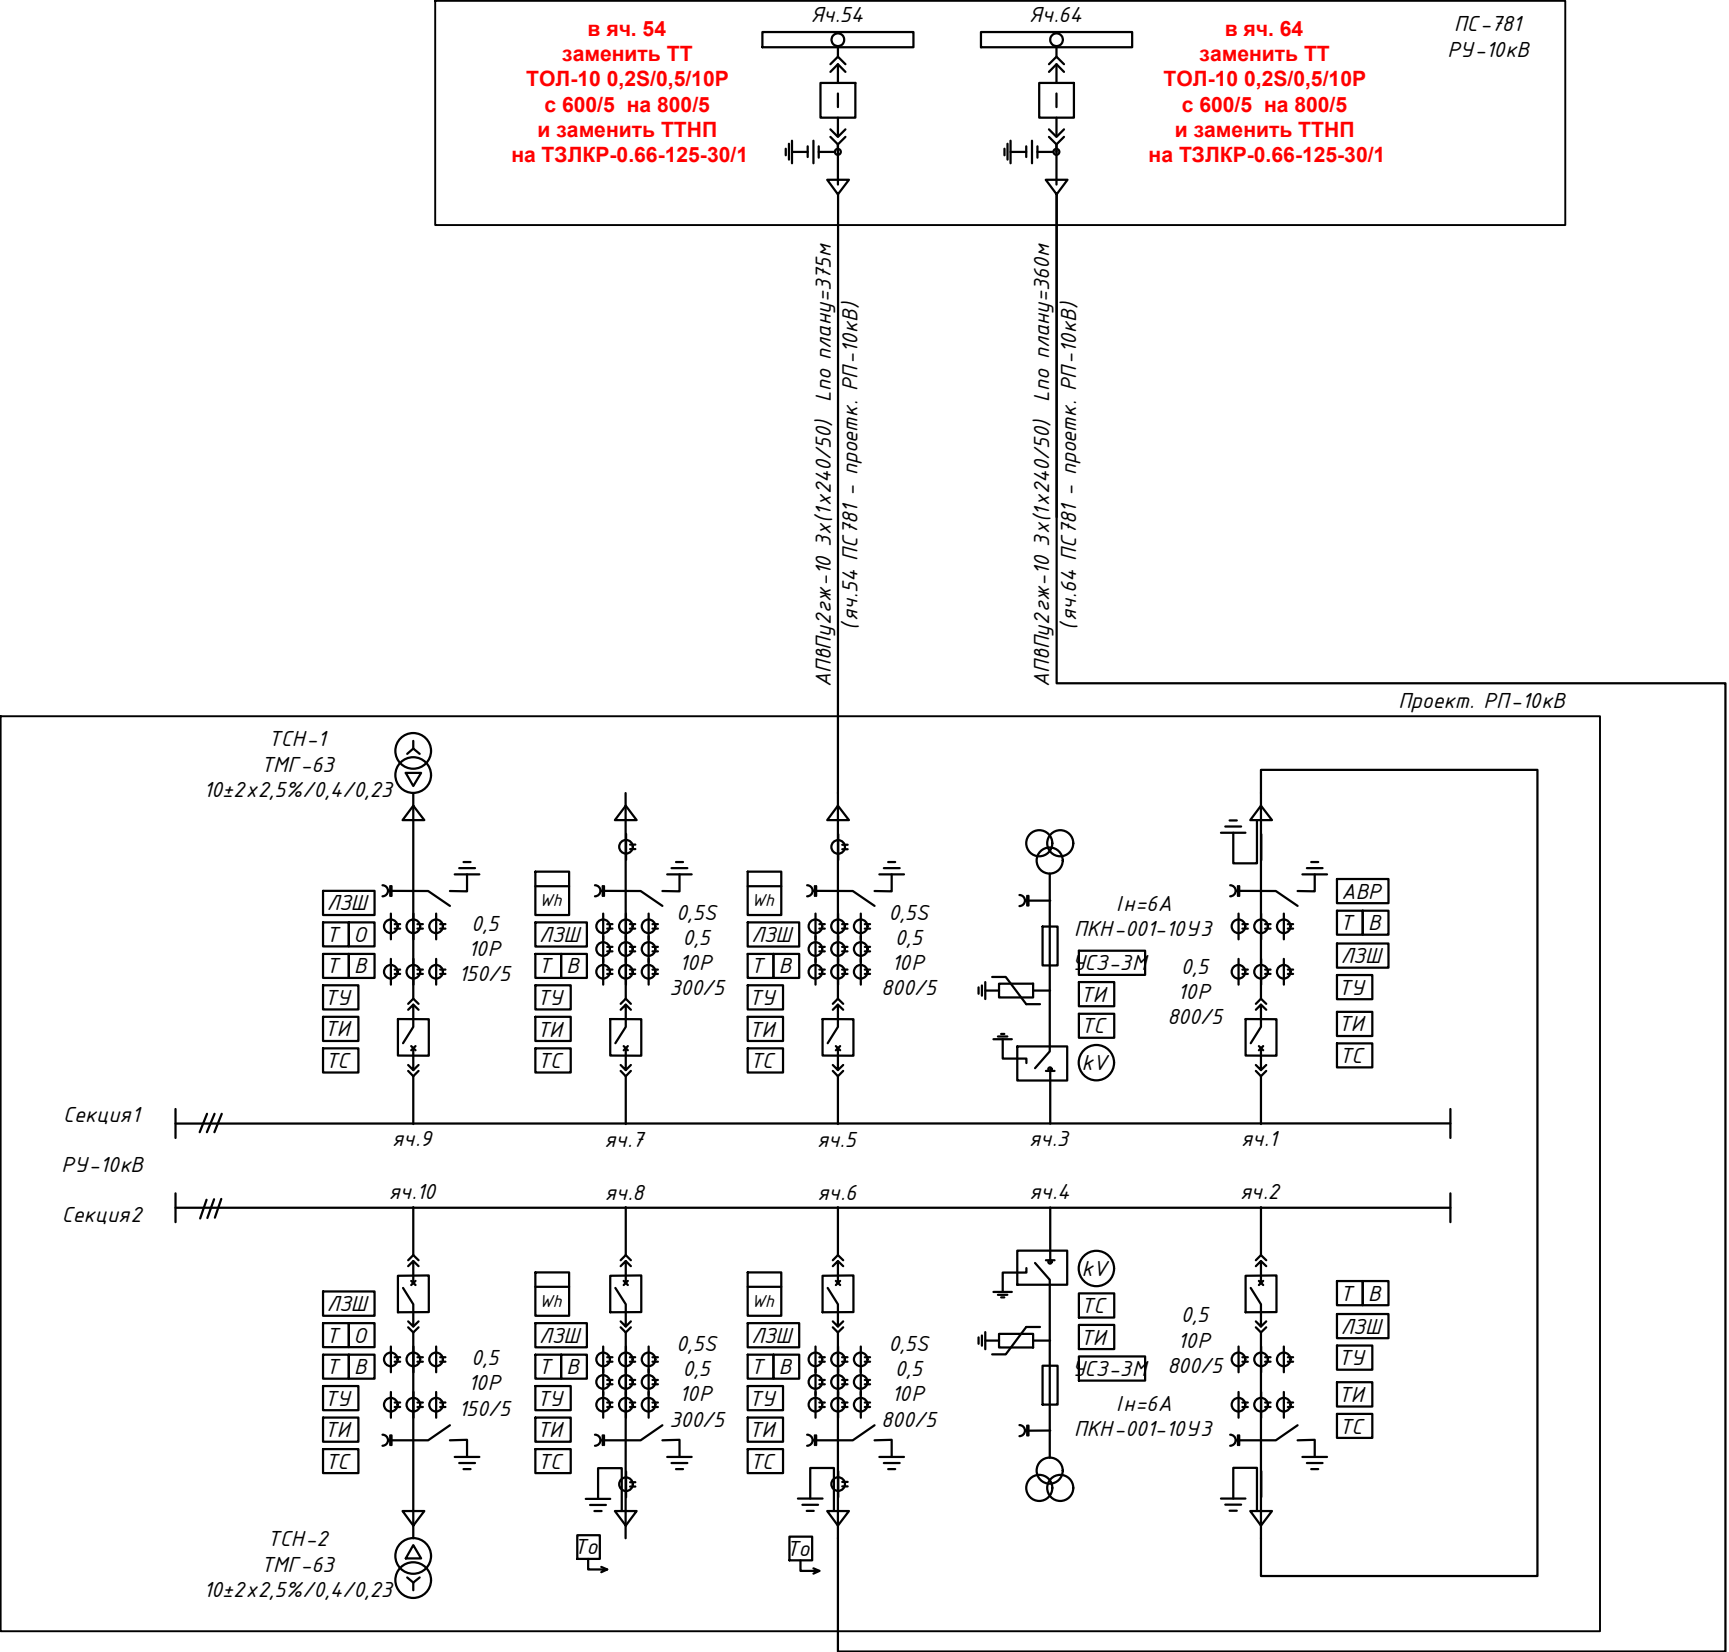 Яч.54
Яч.64
ПС-781
РУ-10кВ
в яч. 54
заменить ТТ
ТОЛ-10 0,2S/0,5/10Р
с 600/5 на 800/5
и заменить ТТНП
на ТЗЛКР-0.66-125-30/1
в яч. 64
заменить ТТ
ТОЛ-10 0,2S/0,5/10Р
с 600/5 на 800/5
и заменить ТТНП
на ТЗЛКР-0.66-125-30/1
АПвПу2гж-10 3х(1х240/50) Lпо плану=375м
(яч.54 ПС 781 - проетк. РП-10кВ)
АПвПу2гж-10 3х(1х240/50) Lпо плану=360м
(яч.64 ПС 781 - проетк. РП-10кВ)
Проект. РП-10кВ
ТСН-1
ТМГ-63
10±2х2,5%/0,4/0,23
ЛЗШ
Т О
Т В
ТУ
ТИ
ТС
0,5
10Р
150/5
Wh
ЛЗШ
Т В
ТУ
ТИ
ТС
0,5S
0,5
10Р
300/5
Wh
ЛЗШ
Т В
ТУ
ТИ
ТС
0,5S
0,5
10Р
800/5
Iн=6А
ПКН-001-10У3
УСЗ-3М
ТИ
ТС
kV
0,5
10Р
800/5
АВР
Т В
ЛЗШ
ТУ
ТИ
ТС
Секция1
яч.9
яч.7
яч.5
яч.3
яч.1
РУ-10кВ
Секция2
яч.10
яч.8
яч.6
яч.4
яч.2
ЛЗШ
Т О
Т В
ТУ
ТИ
ТС
0,5
10Р
150/5
Wh
ЛЗШ
Т В
ТУ
ТИ
ТС
0,5S
0,5
10Р
300/5
То
Wh
ЛЗШ
Т В
ТУ
ТИ
ТС
0,5S
0,5
10Р
800/5
То
kV
ТС
ТИ
УСЗ-3М
Iн=6А
ПКН-001-10У3
0,5
10Р
800/5
Т В
ЛЗШ
ТУ
ТИ
ТС
ТСН-2
ТМГ-63
10±2х2,5%/0,4/0,23